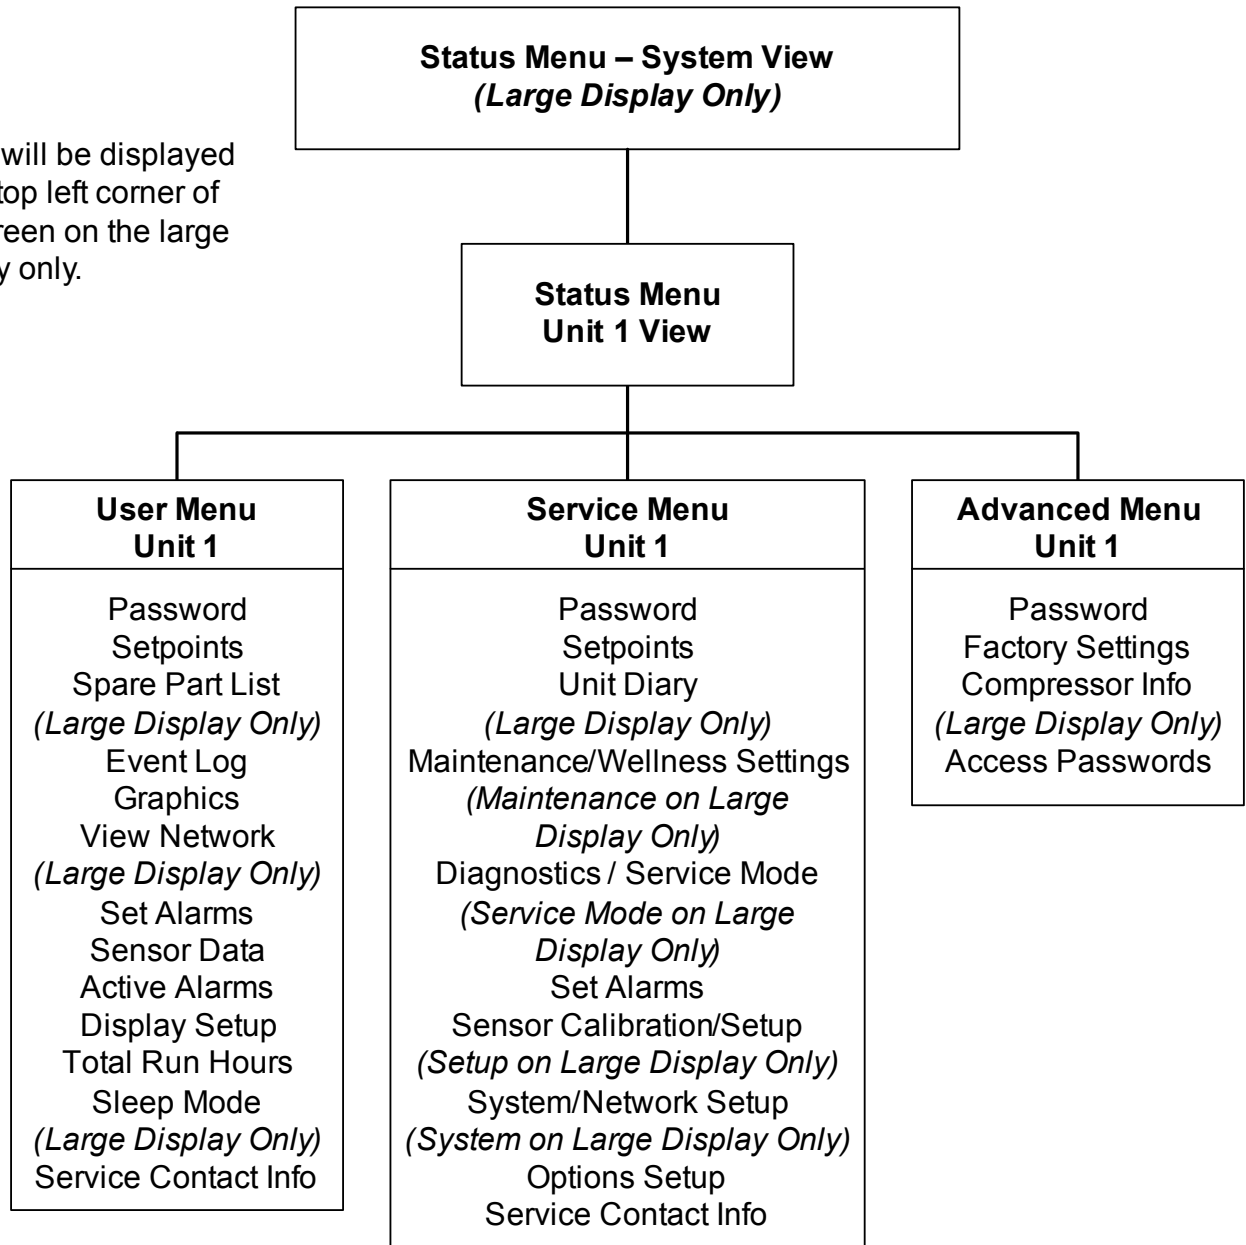 Status Menu – System View
(Large Display Only)
will be displayed
top left corner of
reen on the large
y only.
Status Menu
Unit 1 View
User Menu
Unit 1
Password
Setpoints
Spare Part List
(Large Display Only)
Event Log
Graphics
View Network
(Large Display Only)
Set Alarms
Sensor Data
Active Alarms
Display Setup
Total Run Hours
Sleep Mode
(Large Display Only)
Service Contact Info
Service Menu
Unit 1
Password
Setpoints
Unit Diary
(Large Display Only)
Maintenance/Wellness Settings
(Maintenance on Large
Display Only)
Diagnostics / Service Mode
(Service Mode on Large
Display Only)
Set Alarms
Sensor Calibration/Setup
(Setup on Large Display Only)
System/Network Setup
(System on Large Display Only)
Options Setup
Service Contact Info
Advanced Menu
Unit 1
Password
Factory Settings
Compressor Info
(Large Display Only)
Access Passwords